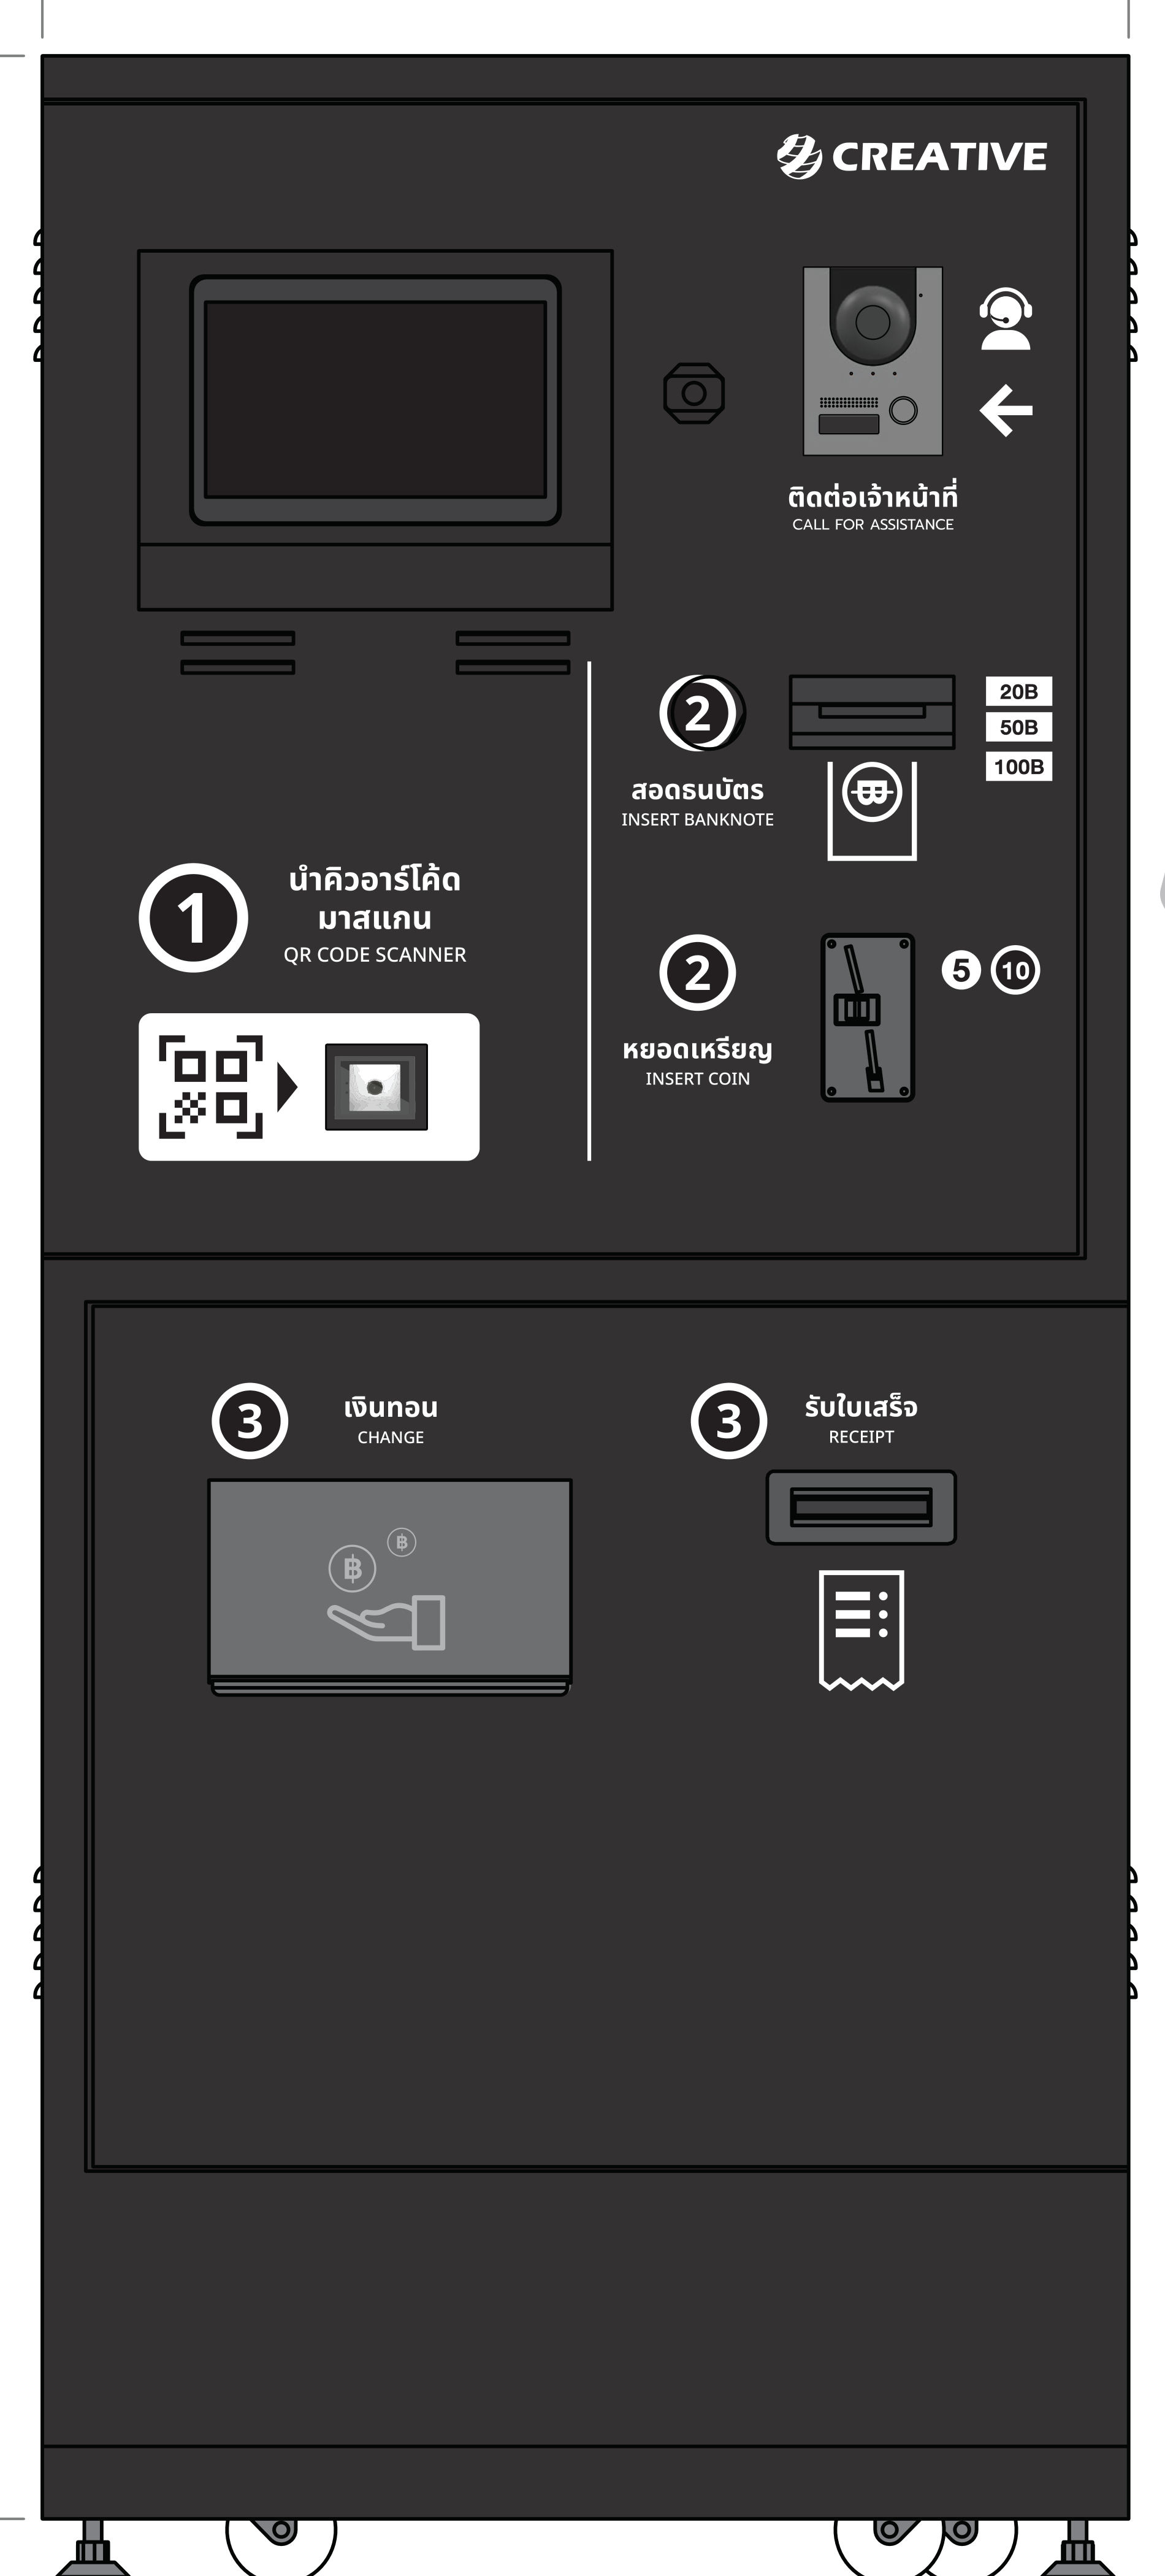 CREATIVE
ติดต่อเจ้าหน้าที่
CALL FOR ASSISTANCE
2
20B
50B
100B
สอดธนบัตร
INSERT BANKNOTE
฿
1
นำคิวอาร์โค้ด
มาสแกน
QR CODE SCANNER
2
5
10
หยอดเหรียญ
INSERT COIN
3
เงินทอน
CHANGE
฿
฿
3
รับใบเสร็จ
RECEIPT